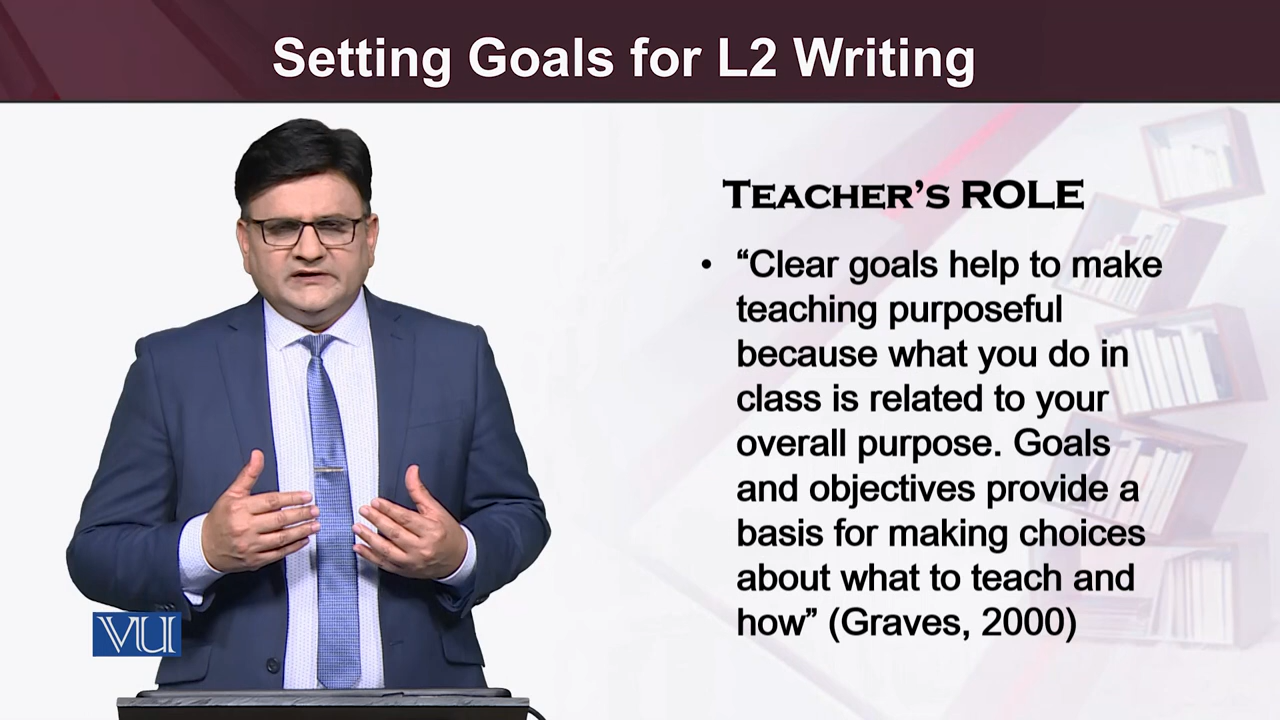 Setting Goals for L2 Writing
TEACHER’S ROLE
• “Clear goals help to make
teaching purposeful
because what you do in
class is related to your
overall purpose. Goals
and objectives provide a
basis for making choices
about what to teach and
how” (Graves, 2000)
VU